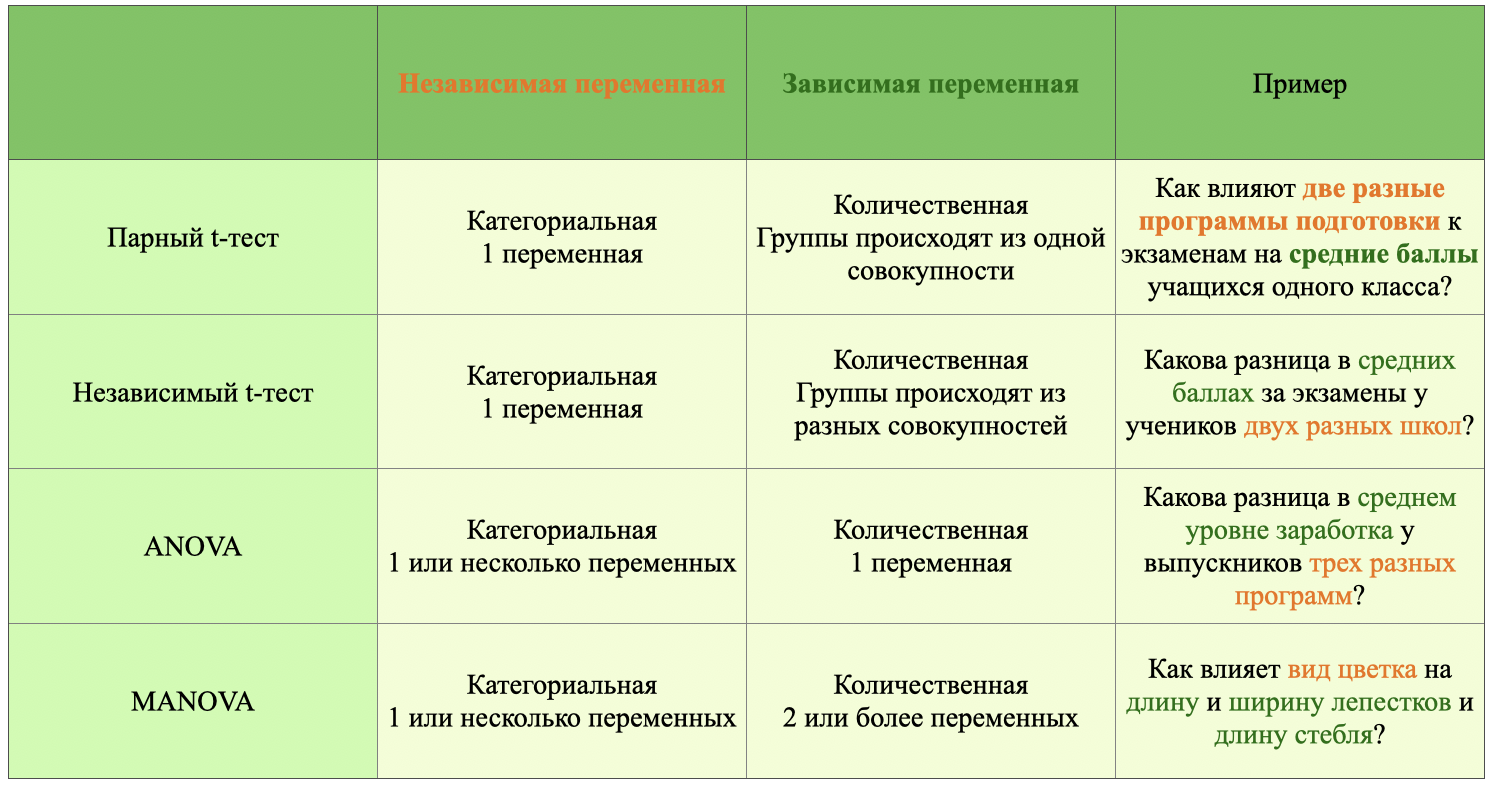 Независимая переменная
Зависимая переменная
Пример
Парный t-тест
Категориальная
1 переменная
Количественная
Группы происходят из одной
совокупности
Как влияют две разные
программы подготовки к
экзаменам на средние баллы
учащихся одного класса?
Независимый t-тест
Категориальная
1 переменная
Количественная
Группы происходят из
разных совокупностей
Какова разница в средних
баллах за экзамены у
учеников двух разных школ?
ANOVA
Категориальная
1 или несколько переменных
Количественная
1 переменная
Какова разница в среднем
уровне заработка у
выпускников трех разных
программ?
MANOVA
Категориальная
1 или несколько переменных
Количественная
2 или более переменных
Как влияет вид цветка на
длину и ширину лепестков и
длину стебля?